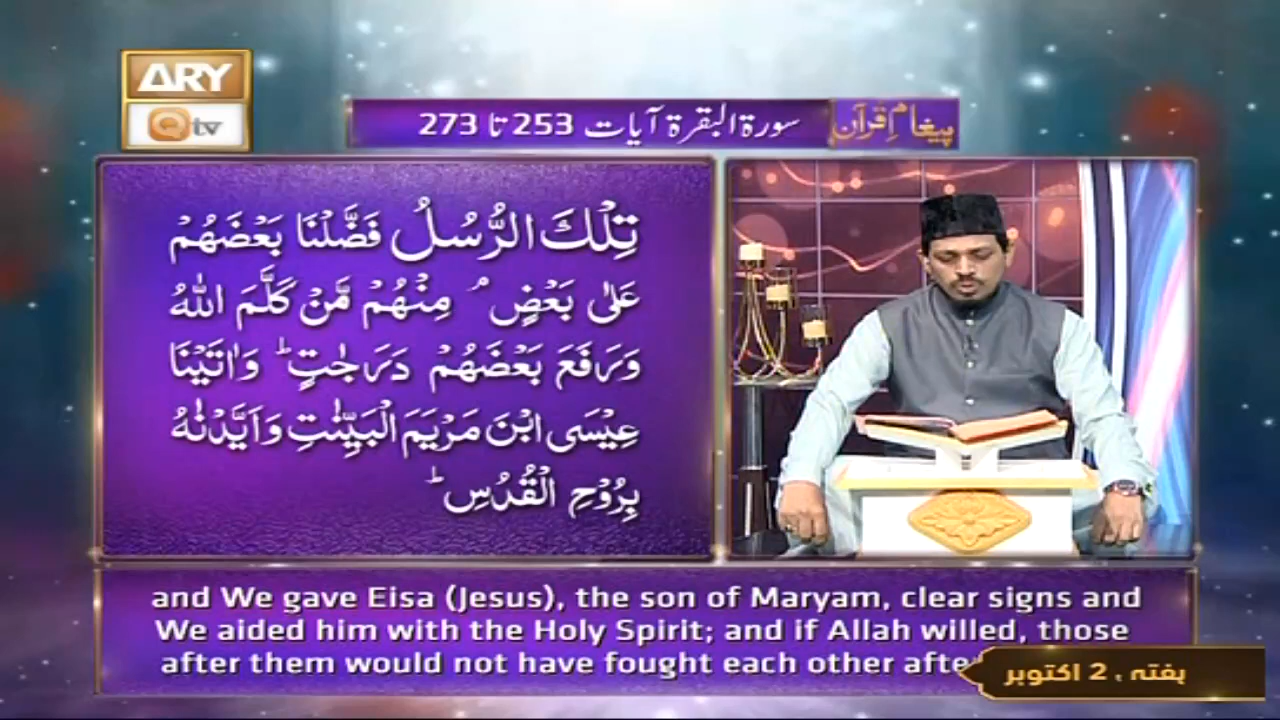 ARY
Qtv
پیغامِ قرآن
سورۃ البقرۃ آیات 253 تا 273
تِلۡکَ الرُّسُلُ فَضَّلۡنَا بَعۡضَہُمۡ
عَلٰی بَعۡضٍ ۘ مِنۡہُمۡ مَّنۡ کَلَّمَ اللّٰہُ
وَ رَفَعَ بَعۡضَہُمۡ دَرَجٰتٍ ؕ وَ اٰتَیۡنَا
عِیۡسَی ابۡنَ مَرۡیَمَ الۡبَیِّنٰتِ وَ اَیَّدۡنٰہُ
بِرُوۡحِ الۡقُدُسِ ؕ
and We gave Eisa (Jesus), the son of Maryam, clear signs and
We aided him with the Holy Spirit; and if Allah willed, those
after them would not have fought each other
ہفتہ ، 2 اکتوبر